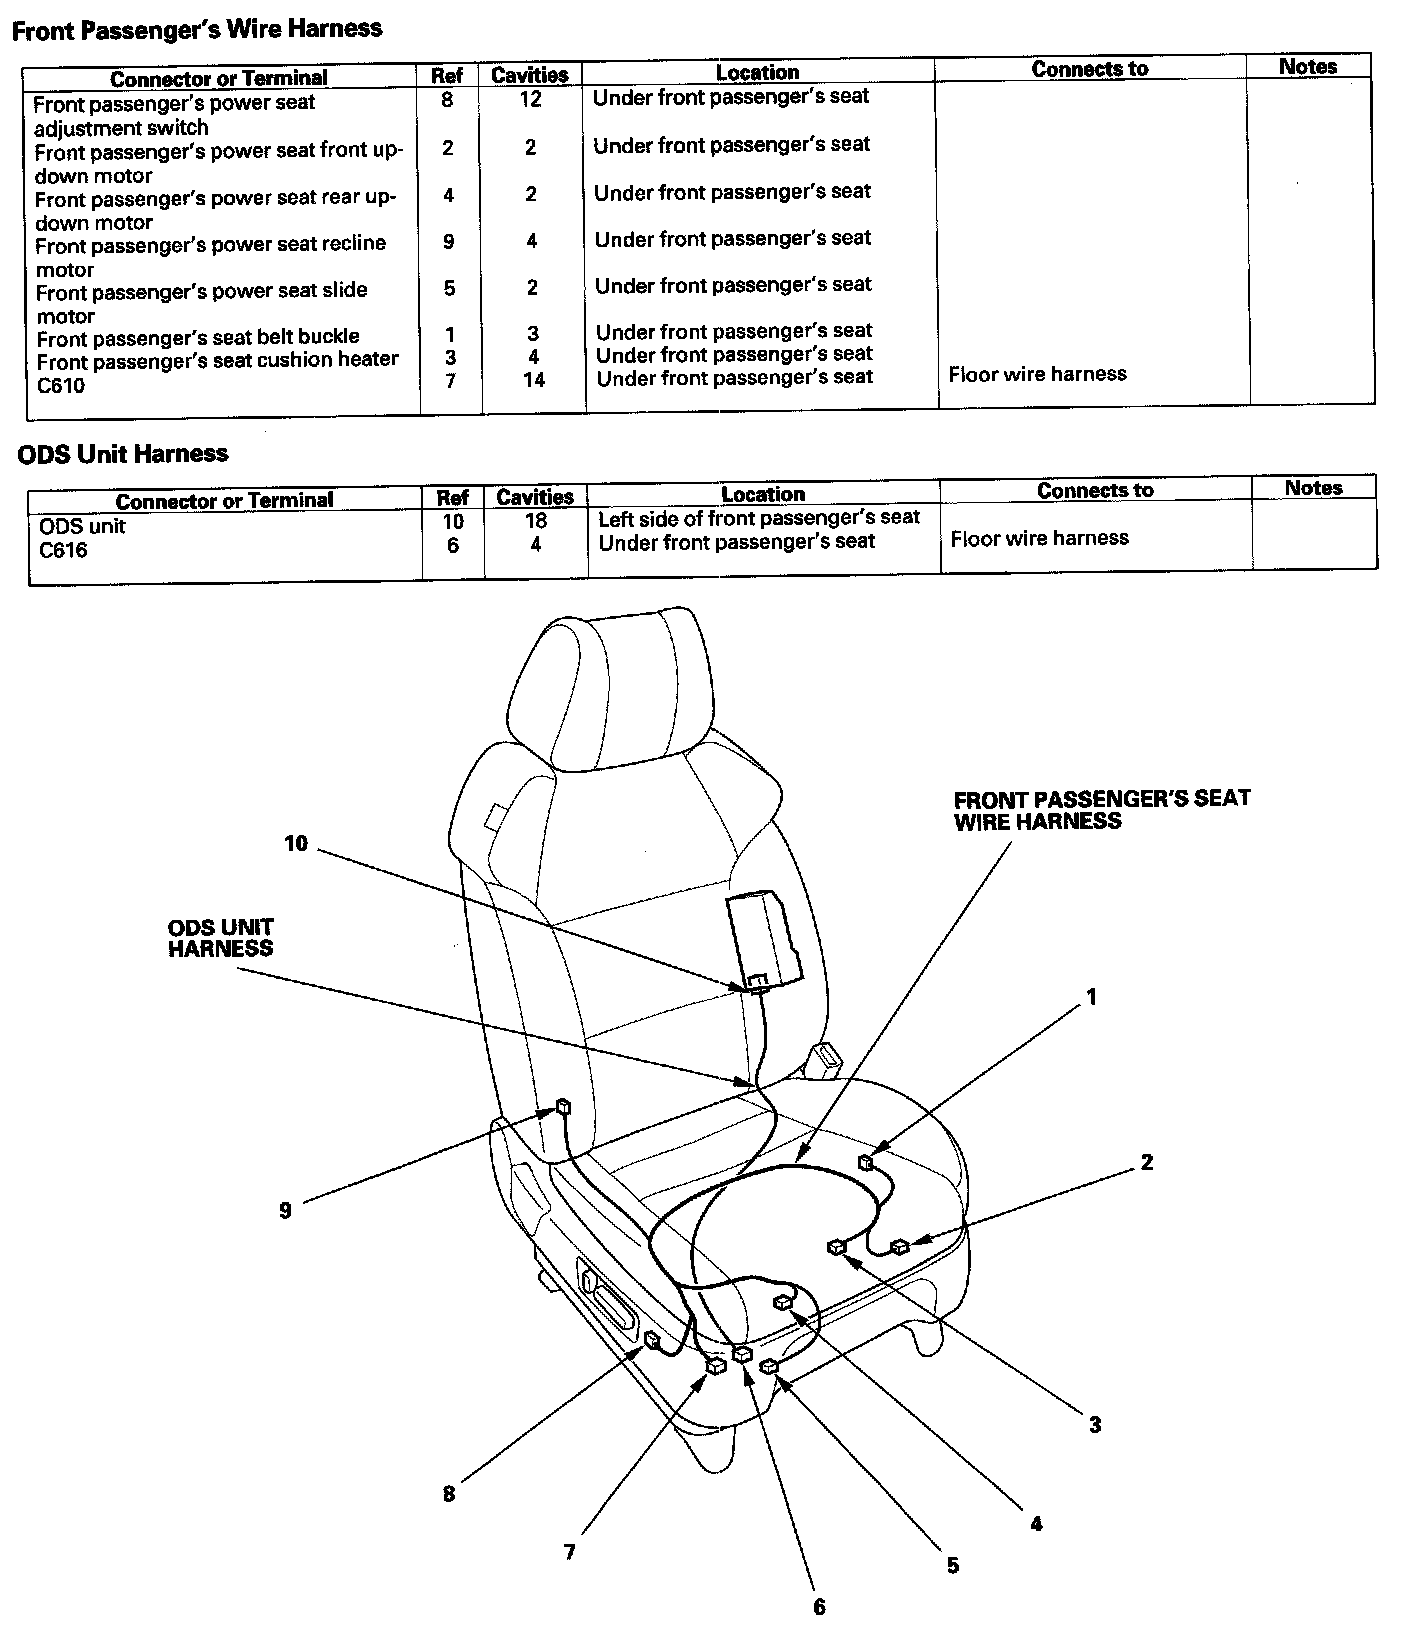 Front Passenger's Wire Harness
Connector or Terminal Ref Cavities Location Connects to Notes
Front passenger's power seat adjustment switch 8 12 Under front passenger's seat
Front passenger's power seat front up-down motor 2 2 Under front passenger's seat
Front passenger's power seat rear up-down motor 4 2 Under front passenger's seat
Front passenger's power seat recline motor 9 4 Under front passenger's seat
Front passenger's power seat slide motor 5 2 Under front passenger's seat
Front passenger's seat belt buckle 1 3 Under front passenger's seat
Front passenger's seat cushion heater 3 4 Under front passenger's seat
C610 7 14 Under front passenger's seat Floor wire harness
ODS Unit Harness
Connector or Terminal Ref Cavities Location Connects to Notes
ODS unit 10 18 Left side of front passenger's seat
C616 6 4 Under front passenger's seat Floor wire harness
FRONT PASSENGER'S SEAT
WIRE HARNESS
10
ODS UNIT
HARNESS
1
2
9
3
8
4
7
5
6